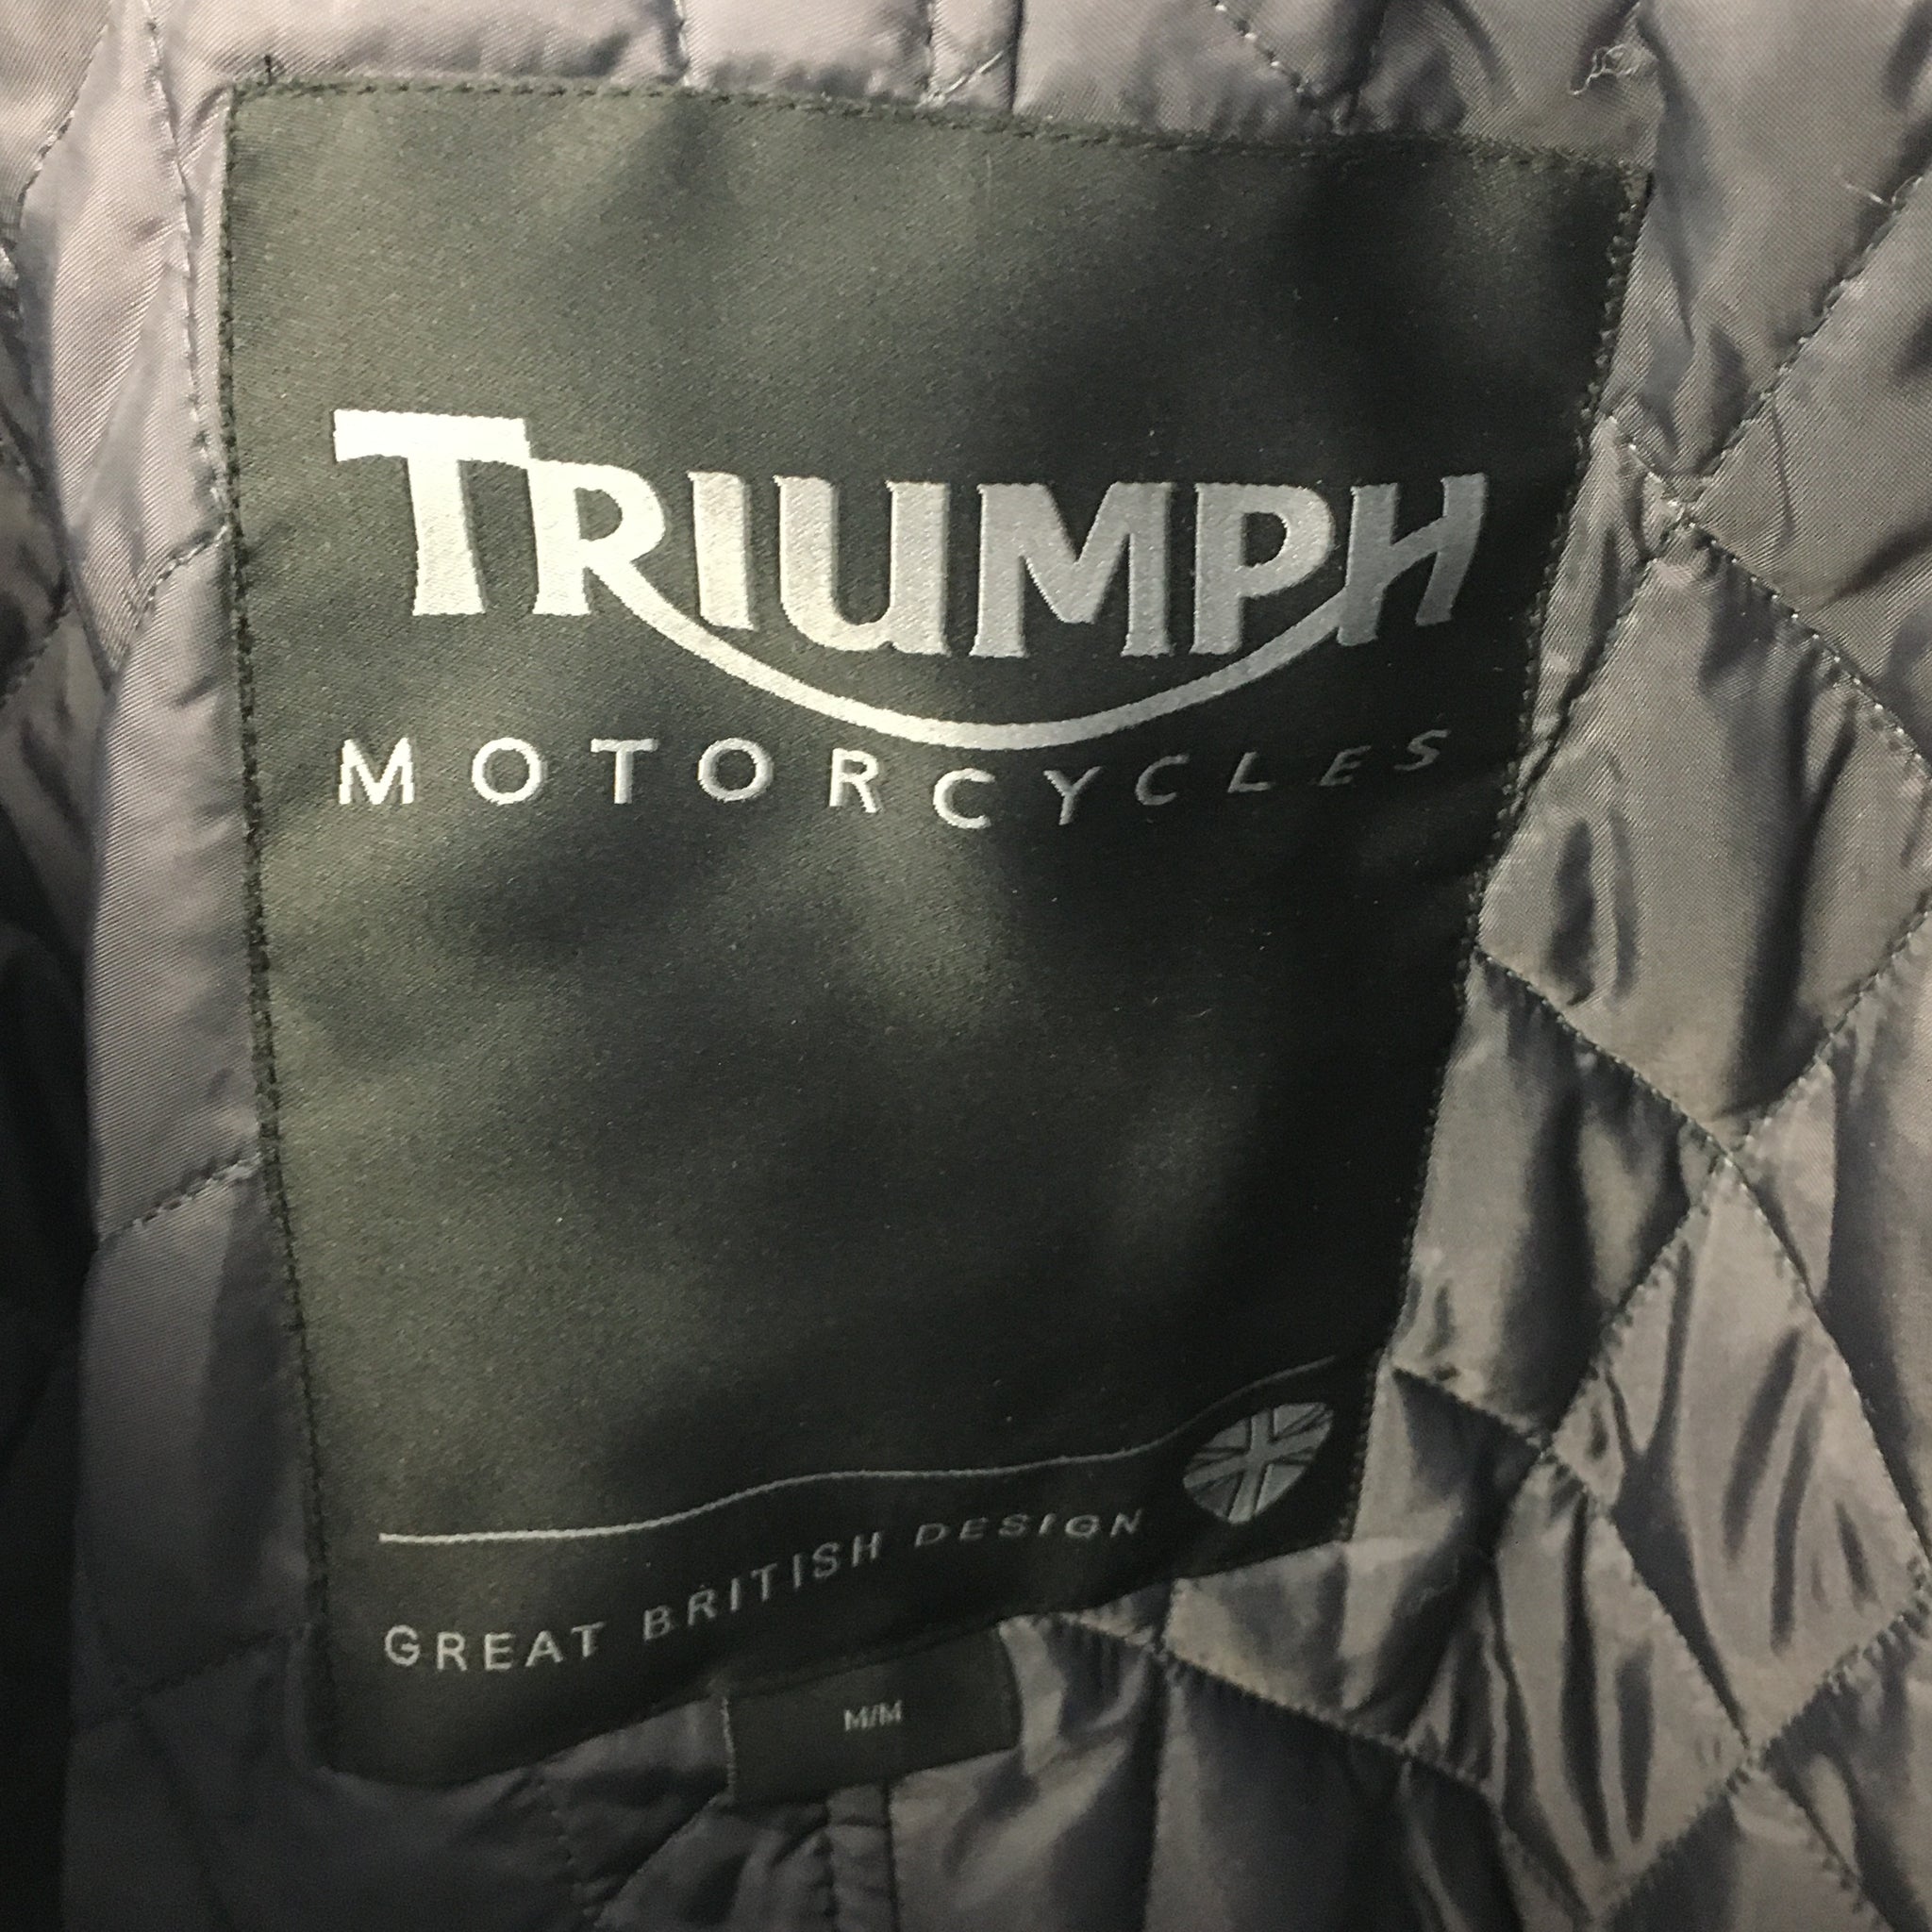 TRIUMPH
MOTORCYCLES
GREAT BRITISH DESIGN
M/M